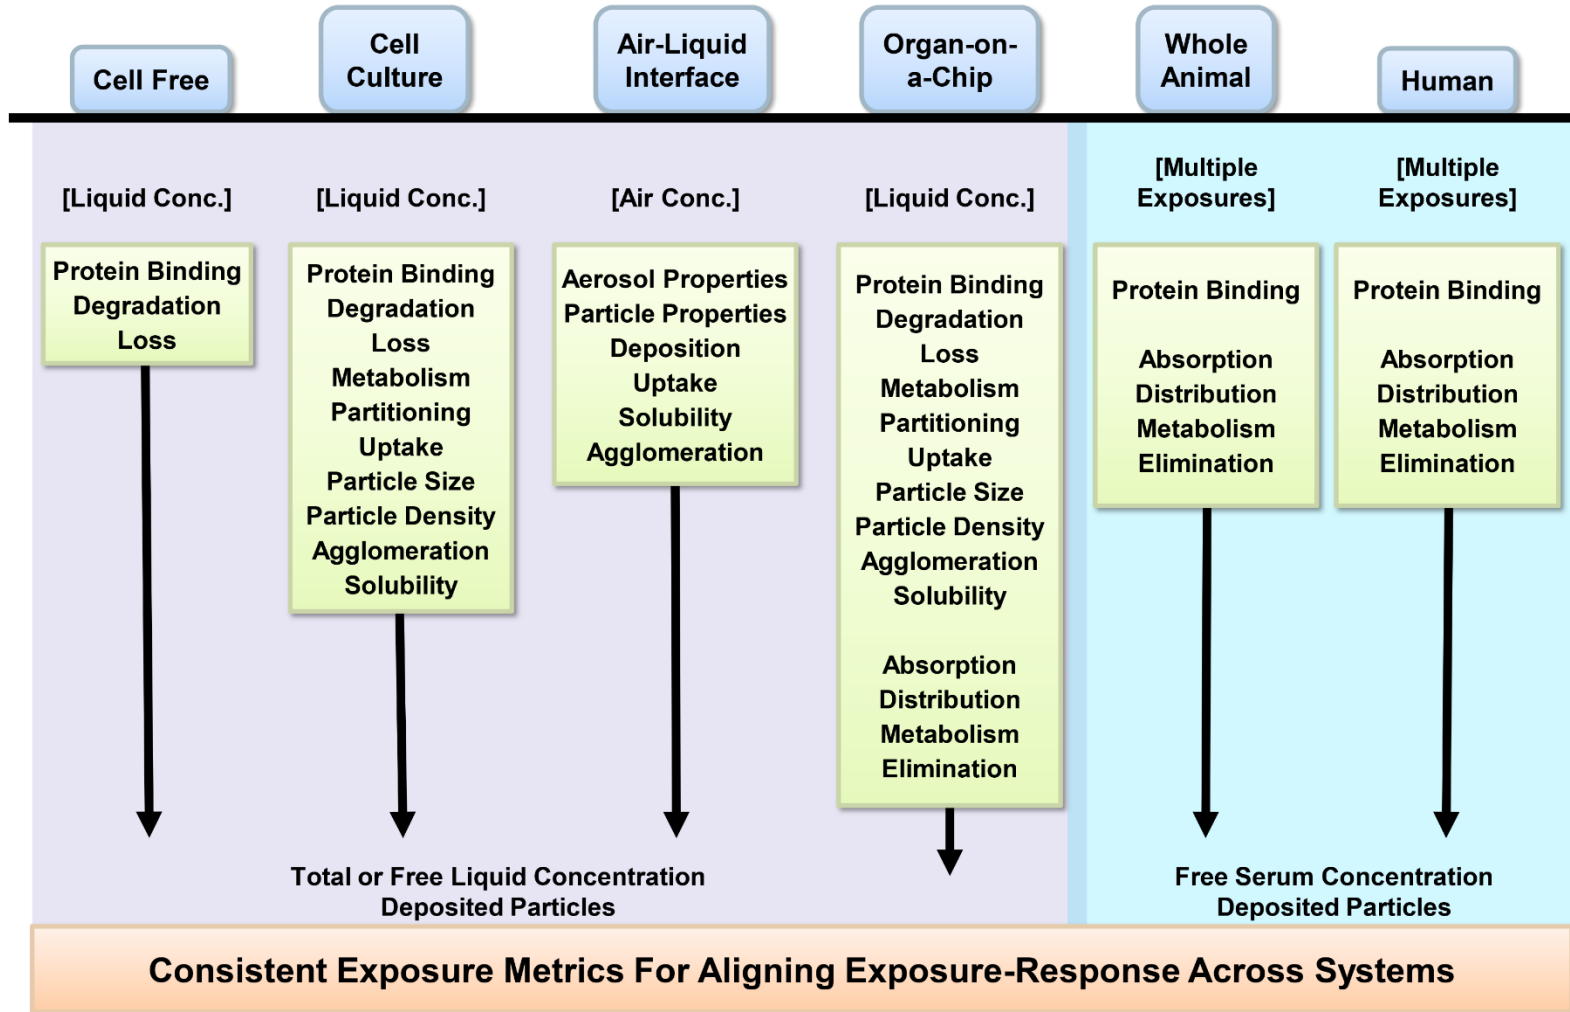 Cell Free
Cell
Culture
Air-Liquid
Interface
Organ-on-
a-Chip
Whole
Animal
Human
[Liquid Conc.]
[Liquid Conc.]
[Air Conc.]
[Liquid Conc.]
[Multiple
Exposures]
[Multiple
Exposures]
Protein Binding
Degradation
Loss
Protein Binding
Degradation
Loss
Metabolism
Partitioning
Uptake
Particle Size
Particle Density
Agglomeration
Solubility
Aerosol Properties
Particle Properties
Deposition
Uptake
Solubility
Agglomeration
Protein Binding
Degradation
Loss
Metabolism
Partitioning
Uptake
Particle Size
Particle Density
Agglomeration
Solubility
Absorption
Distribution
Metabolism
Elimination
Protein Binding
Absorption
Distribution
Metabolism
Elimination
Protein Binding
Absorption
Distribution
Metabolism
Elimination
Total or Free Liquid Concentration
Deposited Particles
Free Serum Concentration
Deposited Particles
Consistent Exposure Metrics For Aligning Exposure-Response Across Systems